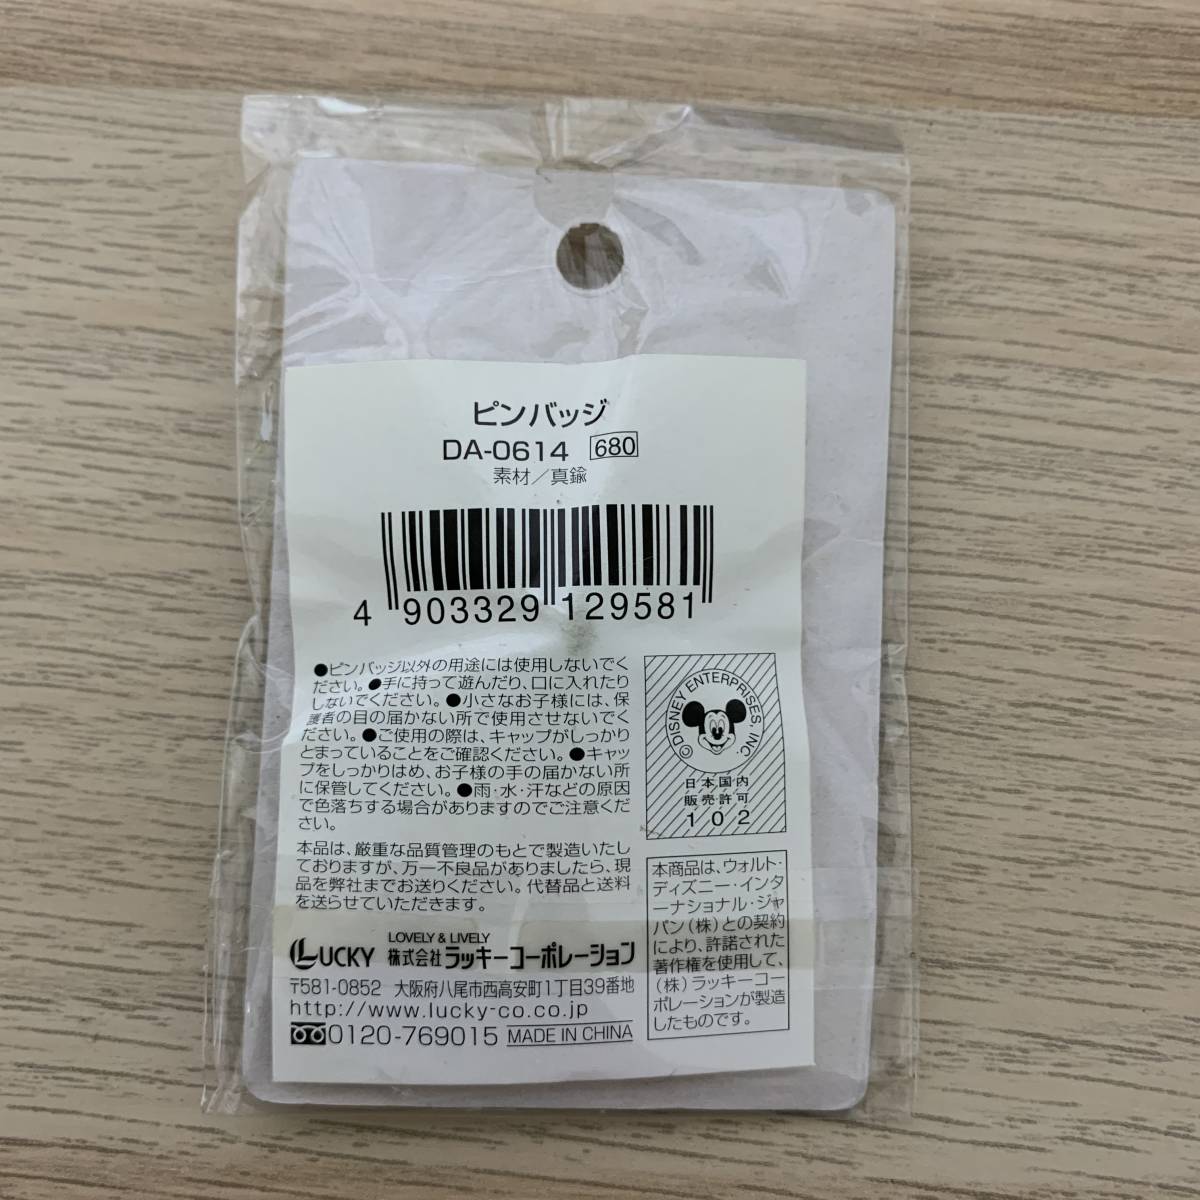 ピンバッジ
DA-0614 680
素材／真鍮
4 903329 129581
●ピンバッジ以外の用途には使用しないでく
ださい。●手に持って遊んだり、口に入れたり
しないでください。●小さなお子様には、保
護者の目の届かない所で使用させないでく
ださい。●ご使用の際は、キャップがしっかり
とまっていることをご確認ください。●キャッ
プをしっかりはめ、お子様の手の届かない所
に保管してください。●雨・水・汗などの原因
で色落ちする場合がありますのでご注意くだ
さい。
本品は、厳重な品質管理のもとで製造いたし
ておりますが、万一不良品がありましたら、現
品を弊社までお送りください。代替品と送料
を送らせていただきます。
©DISNEY ENTERPRISES, INC.
日本国内
販売許可
102
本商品は、ウォルト・
ディズニー・インタ
ーナショナル・ジャ
パン(株)との契約
により、許諾された
著作権を使用して、
(株)ラッキーコー
ポレーションが製造
したものです。
LOVELY & LIVELY
LUCKY 株式会社ラッキーコーポレーション
〒581-0852 大阪府八尾市西高安町1丁目39番地
http://www.lucky-co.co.jp
0120-769015 MADE IN CHINA